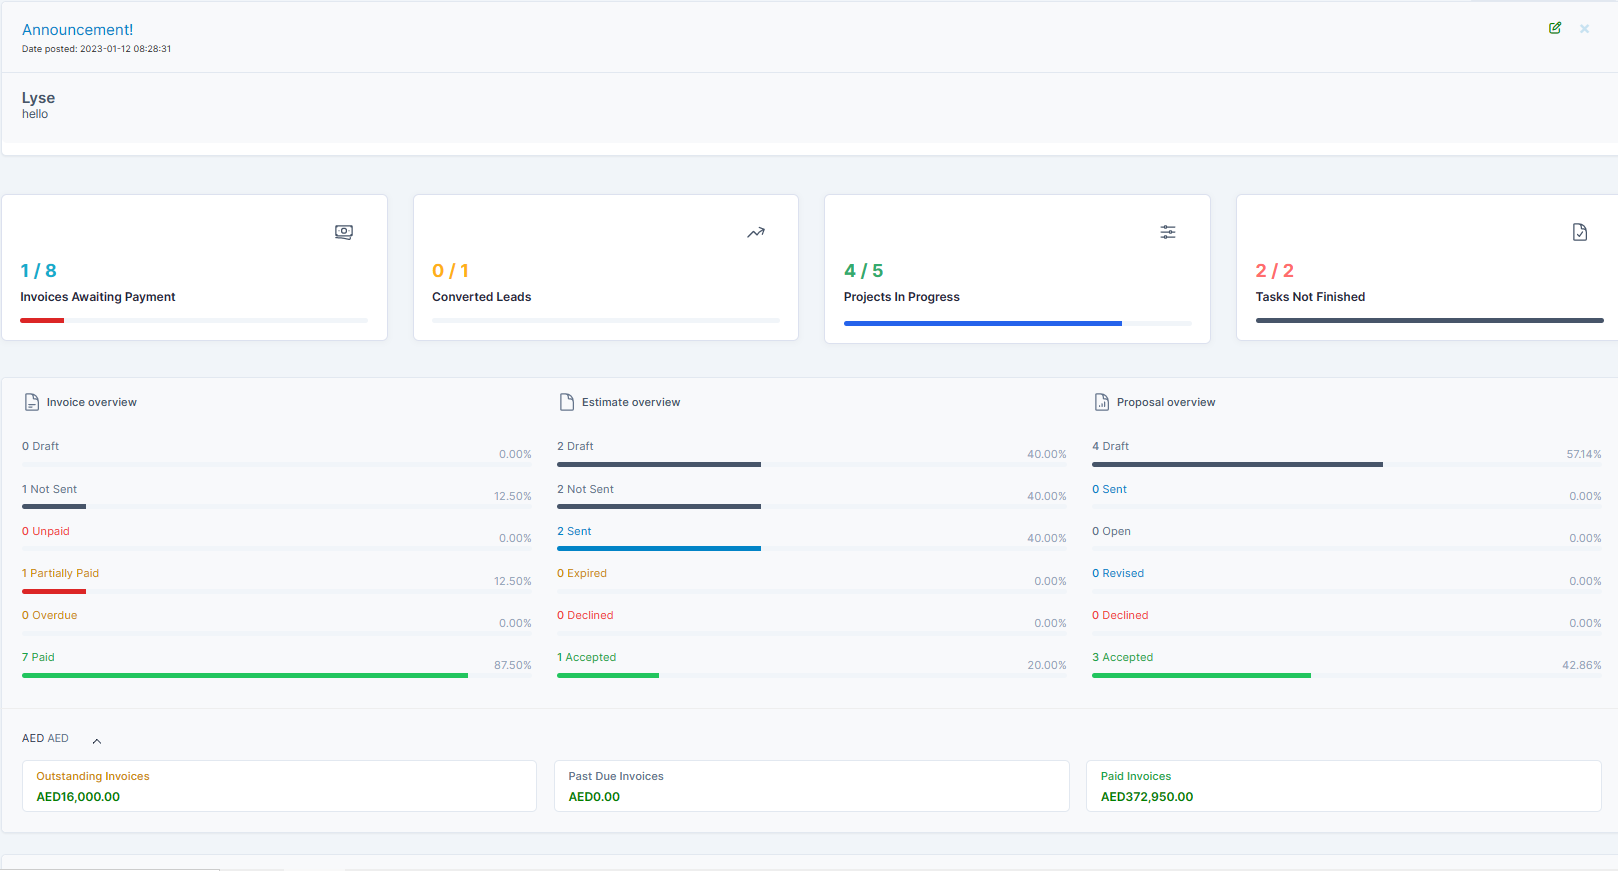 Announcement!
Date posted: 2023-01-12 08:28:31
Lyse
hello
1 / 8
Invoices Awaiting Payment
0 / 1
Converted Leads
4 / 5
Projects In Progress
2 / 2
Tasks Not Finished
Invoice overview
0 Draft
0.00%
1 Not Sent
12.50%
0 Unpaid
0.00%
1 Partially Paid
12.50%
0 Overdue
0.00%
7 Paid
87.50%
Estimate overview
2 Draft
40.00%
2 Not Sent
40.00%
2 Sent
40.00%
0 Expired
0.00%
0 Declined
0.00%
1 Accepted
20.00%
Proposal overview
4 Draft
57.14%
0 Sent
0.00%
0 Open
0.00%
0 Revised
0.00%
0 Declined
0.00%
3 Accepted
42.86%
AED AED
Outstanding Invoices
AED16,000.00
Past Due Invoices
AED0.00
Paid Invoices
AED372,950.00